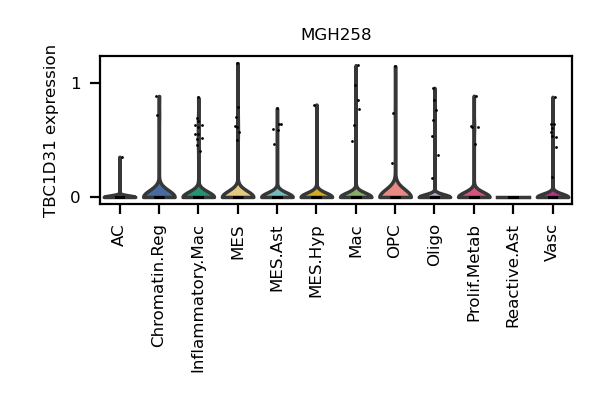 MGH258
TBC1D31 expression
1
0
AC
Chromatin.Reg
Inflammatory.Mac
MES
MES.Ast
MES.Hyp
Mac
OPC
Oligo
Prolif.Metab
Reactive.Ast
Vasc